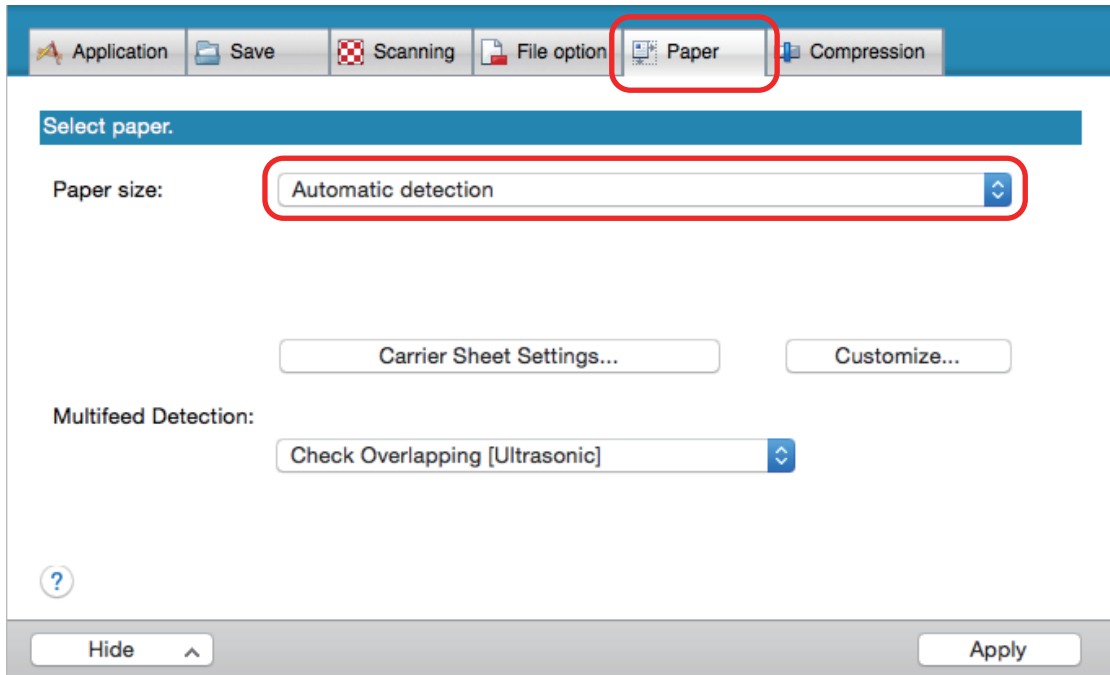 Application Save Scanning File option Paper Compression
Select paper.
Paper size: Automatic detection
Carrier Sheet Settings... Customize...
Multifeed Detection:
Check Overlapping [Ultrasonic]
?
Hide Apply